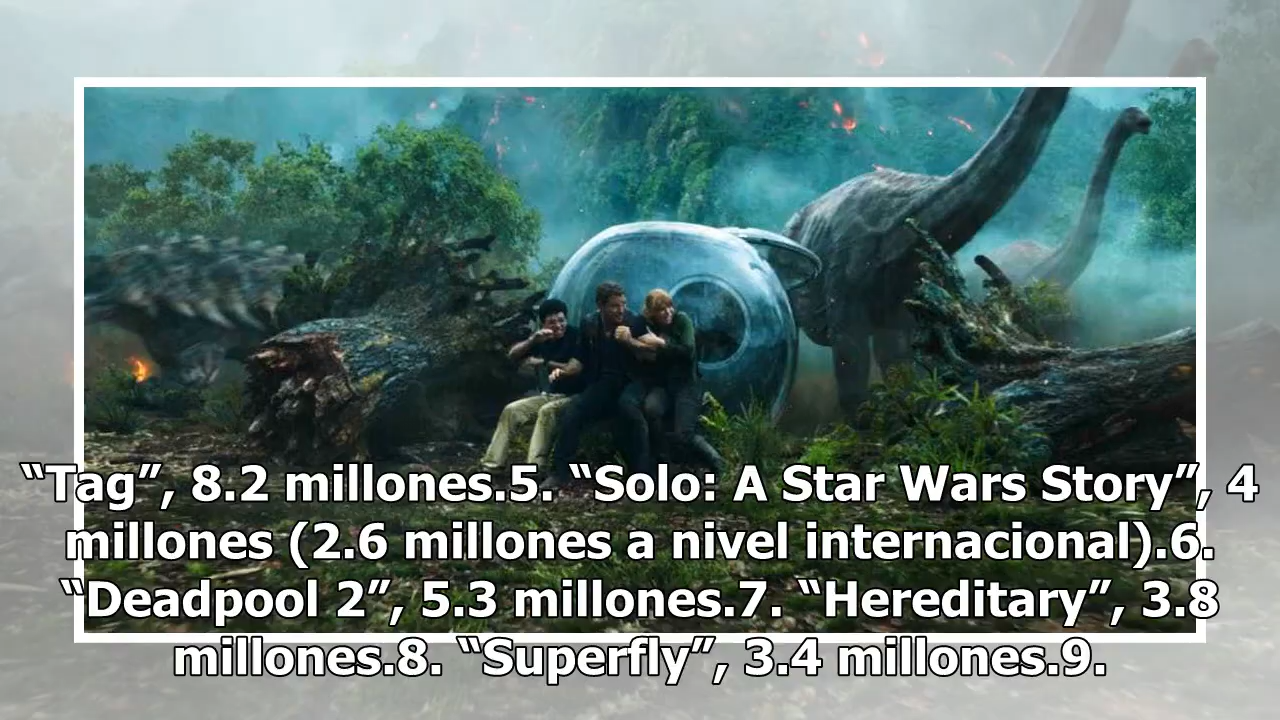 “Tag”, 8.2 millones.5. “Solo: A Star Wars Story”, 4
millones (2.6 millones a nivel internacional).6.
“Deadpool 2”, 5.3 millones.7. “Hereditary”, 3.8
millones.8. “Superfly”, 3.4 millones.9.